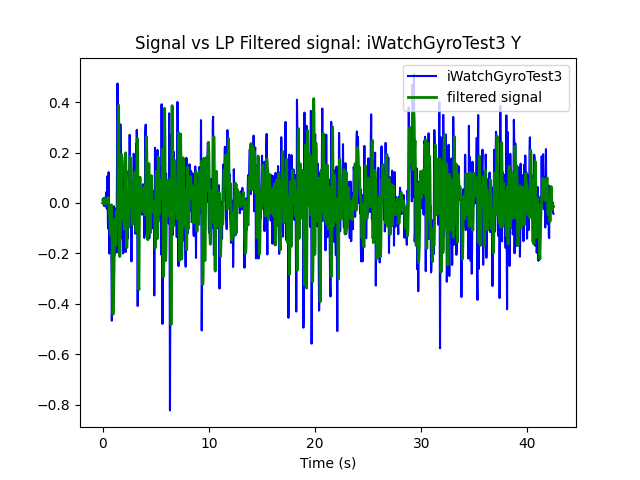 Signal vs LP Filtered signal: iWatchGyroTest3 Y
iWatchGyroTest3
filtered signal
0.4
0.2
0.0
−0.2
−0.4
−0.6
−0.8
0 10 20 30 40
Time (s)